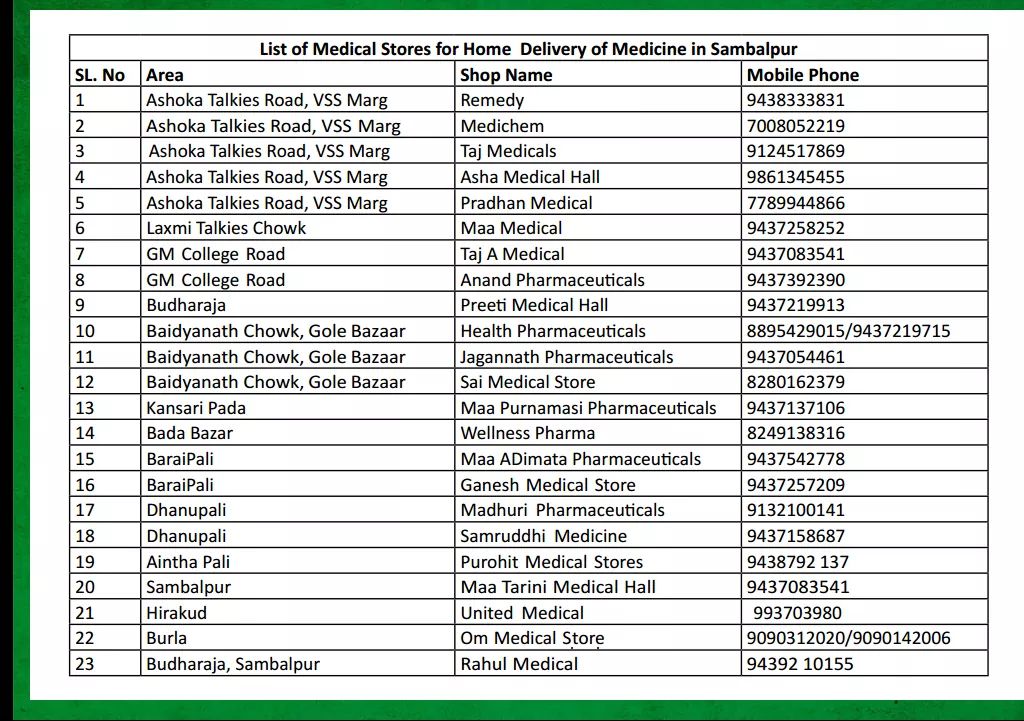 List of Medical Stores for Home Delivery of Medicine in Sambalpur
SL. No Area Shop Name Mobile Phone
1 Ashoka Talkies Road, VSS Marg Remedy 9438333831
2 Ashoka Talkies Road, VSS Marg Medichem 7008052219
3 Ashoka Talkies Road, VSS Marg Taj Medicals 9124517869
4 Ashoka Talkies Road, VSS Marg Asha Medical Hall 9861345455
5 Ashoka Talkies Road, VSS Marg Pradhan Medical 7789944866
6 Laxmi Talkies Chowk Maa Medical 9437258252
7 GM College Road Taj A Medical 9437083541
8 GM College Road Anand Pharmaceuticals 9437392390
9 Budharaja Preeti Medical Hall 9437219913
10 Baidyanath Chowk, Gole Bazaar Health Pharmaceuticals 8895429015/9437219715
11 Baidyanath Chowk, Gole Bazaar Jagannath Pharmaceuticals 9437054461
12 Baidyanath Chowk, Gole Bazaar Sai Medical Store 8280162379
13 Kansari Pada Maa Purnamasi Pharmaceuticals 9437137106
14 Bada Bazar Wellness Pharma 8249138316
15 BaraiPali Maa ADimata Pharmaceuticals 9437542778
16 BaraiPali Ganesh Medical Store 9437257209
17 Dhanupali Madhuri Pharmaceuticals 9132100141
18 Dhanupali Samruddhi Medicine 9437158687
19 Aintha Pali Purohit Medical Stores 9438792 137
20 Sambalpur Maa Tarini Medical Hall 9437083541
21 Hirakud United Medical 993703980
22 Burla Om Medical Store 9090312020/9090142006
23 Budharaja, Sambalpur Rahul Medical 94392 10155